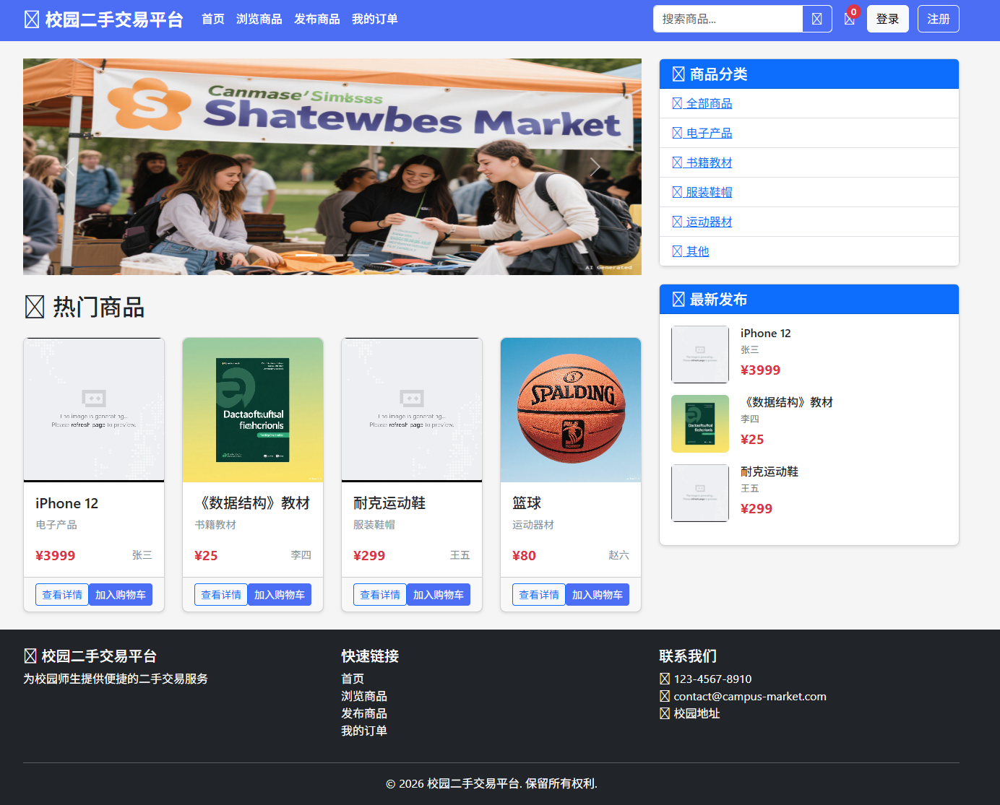 校园二手交易平台
首页 浏览商品 发布商品 我的订单
搜索商品...
0
登录
注册
Canmase'Simksss
Shatewbes Market
AI Generated
商品分类
全部商品
电子产品
书籍教材
服装鞋帽
运动器材
其他
热门商品
The image is generating...
Please refresh page to preview.
iPhone 12
电子产品
¥3999 张三
查看详情 加入购物车
Dactaoftuuftsal
fiehcrionls
《数据结构》教材
书籍教材
¥25 李四
查看详情 加入购物车
The image is generating...
Please refresh page to preview.
耐克运动鞋
服装鞋帽
¥299 王五
查看详情 加入购物车
SPALDING
篮球
运动器材
¥80 赵六
查看详情 加入购物车
最新发布
iPhone 12
张三
¥3999
《数据结构》教材
李四
¥25
耐克运动鞋
王五
¥299
校园二手交易平台
为校园师生提供便捷的二手交易服务
快速链接
首页
浏览商品
发布商品
我的订单
联系我们
123-4567-8910
contact@campus-market.com
校园地址
© 2026 校园二手交易平台. 保留所有权利.